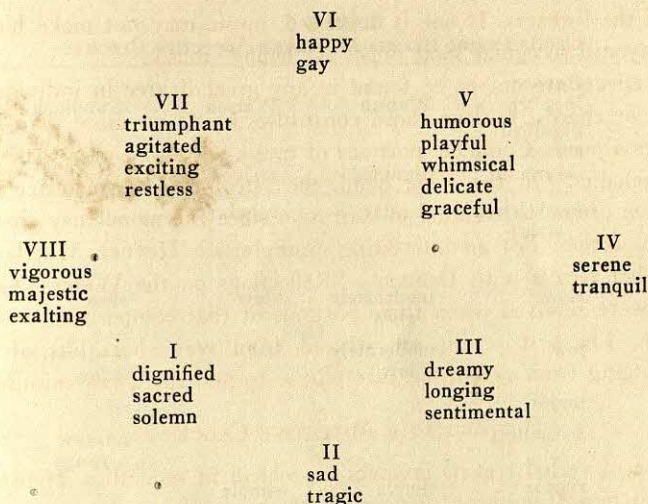 VI
happy
gay
VII
triumphant
agitated
exciting
restless
V
humorous
playful
whimsical
delicate
graceful
VIII
vigorous
majestic
exalting
IV
serene
tranquil
I
dignified
sacred
solemn
III
dreamy
longing
sentimental
II
sad
tragic